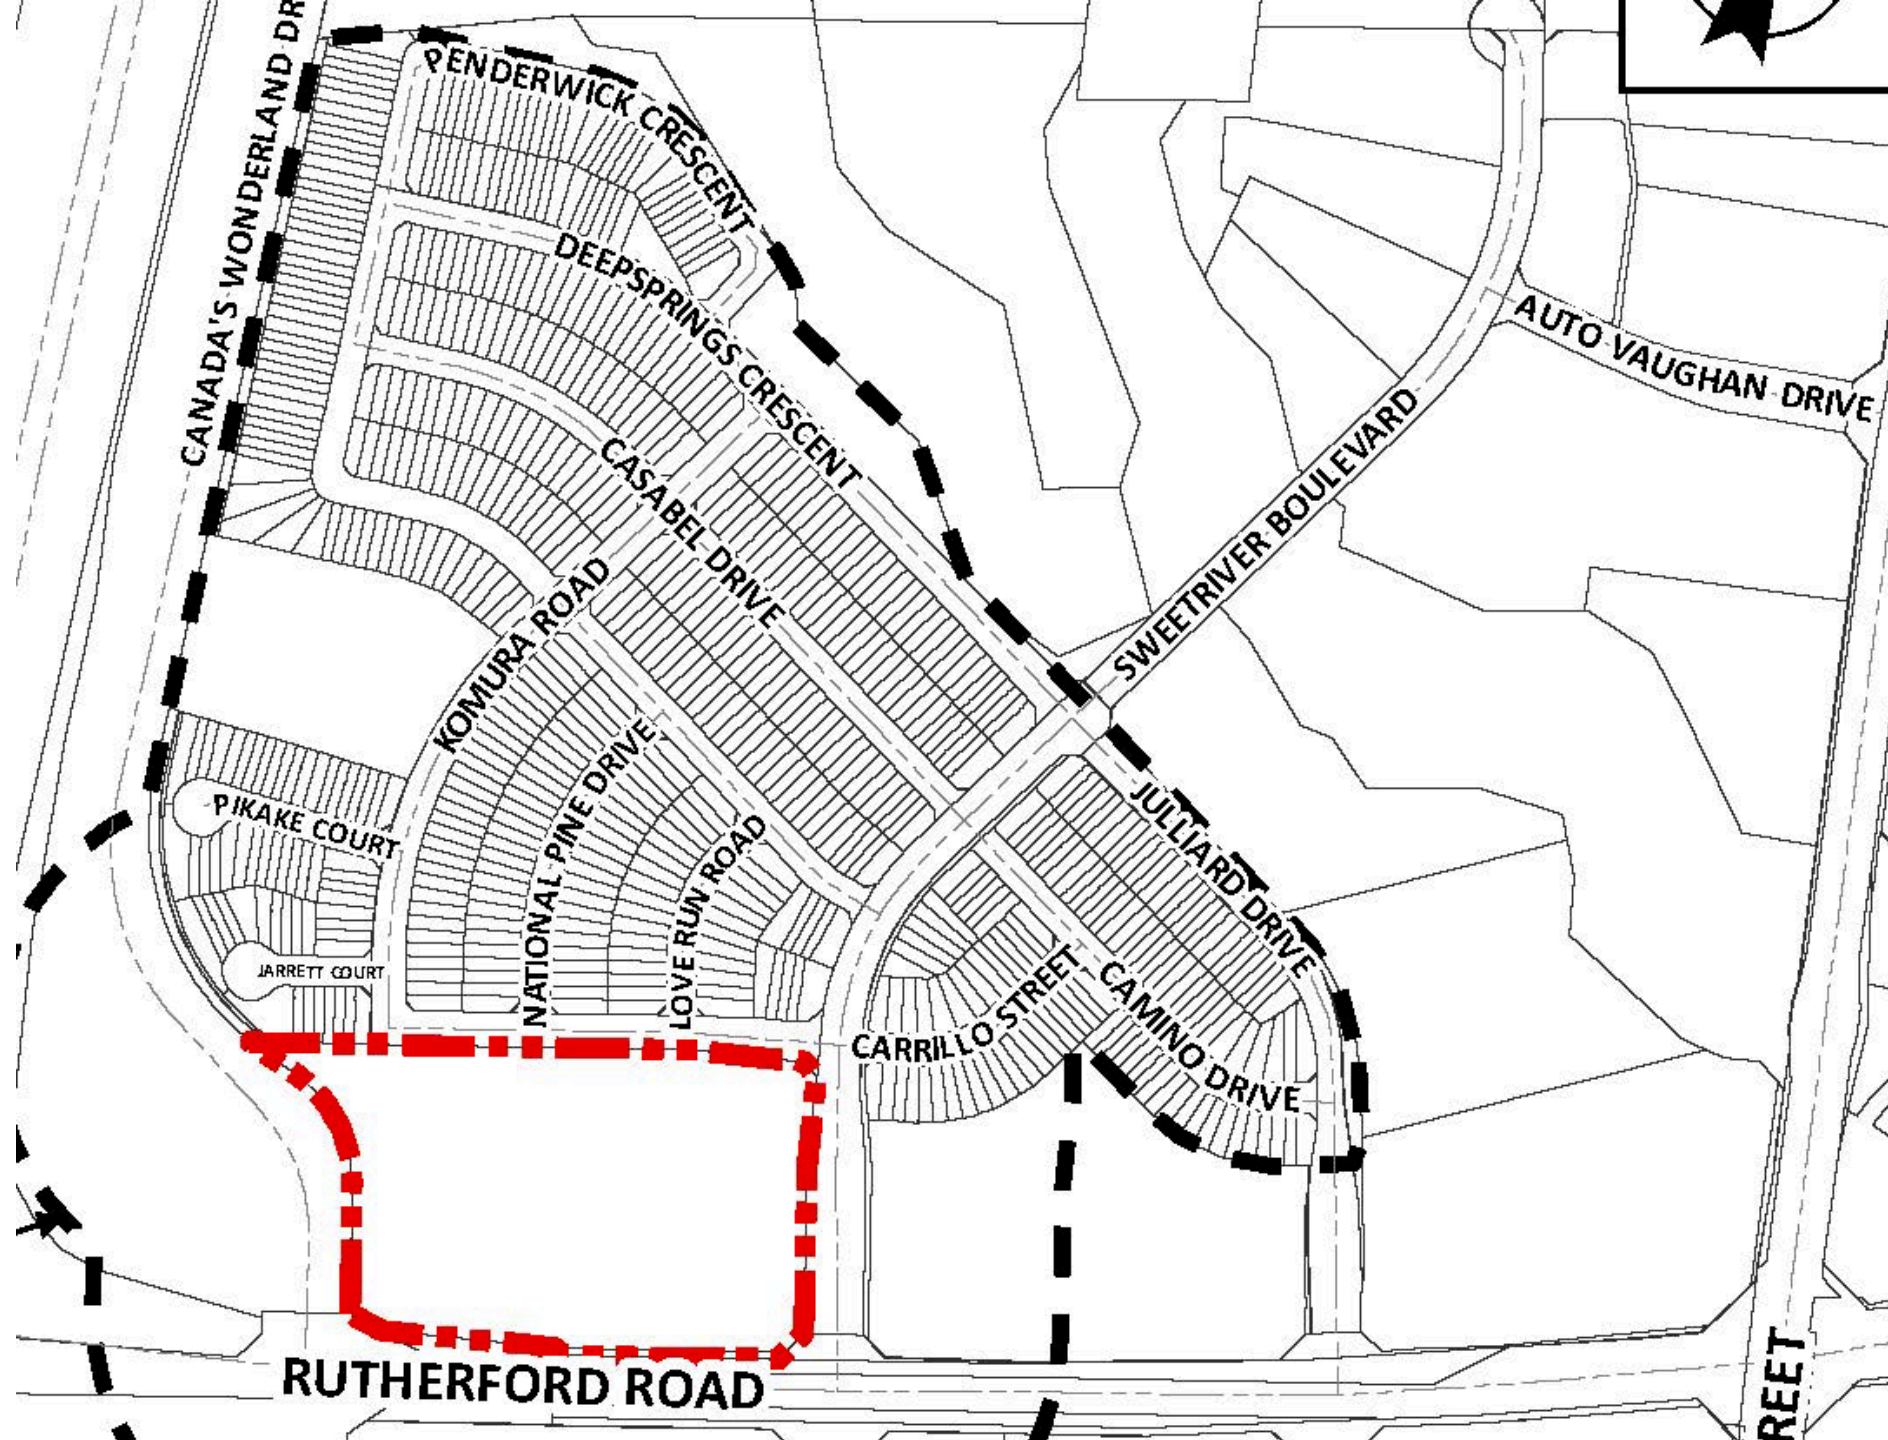 CANADA'S WONDERLAND DR
PENDERWICK CRESCENT
DEEPSPRINGS CRESCENT
AUTO VAUGHAN DRIVE
SWEETRIVER BOULEVARD
CASABEL DRIVE
KOMURA ROAD
NATIONAL PINE DRIVE
PIKAKE COURT
LOVE RUN ROAD
JULLIARD DRIVE
JARRETT COURT
CARRILLO STREET
CAMINO DRIVE
RUTHERFORD ROAD
REET